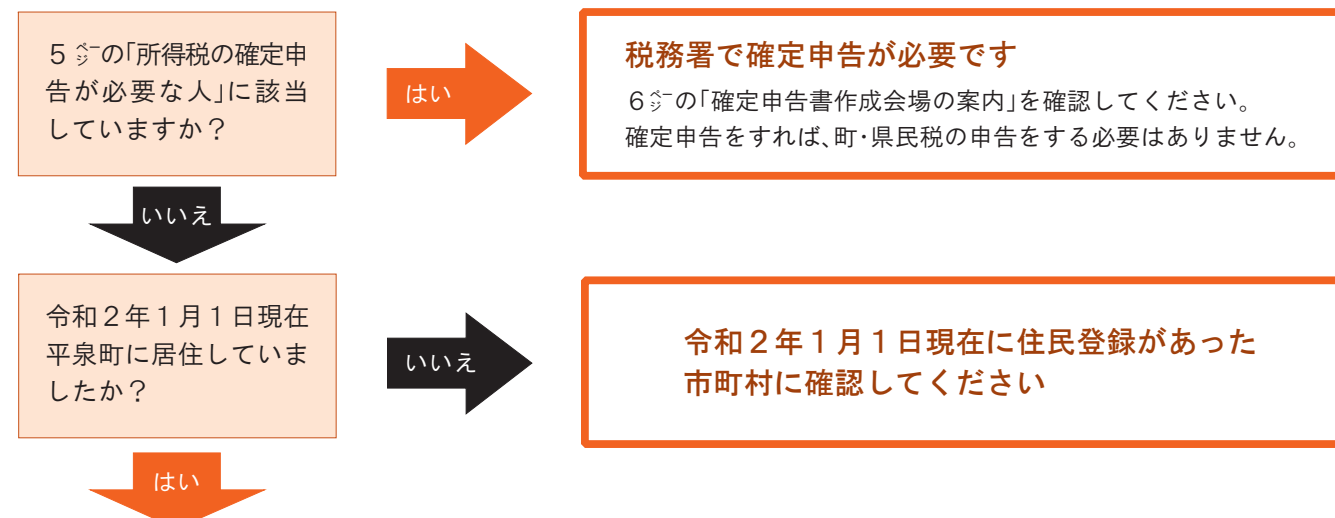 ５㌻の「所得税の確定申
告が必要な人」に該当
していますか？
はい
税務署で確定申告が必要です
６㌻の「確定申告書作成会場の案内」を確認してください。
確定申告をすれば、町・県民税の申告をする必要はありません。
いいえ
令和２年１月１日現在
平泉町に居住していま
したか？
いいえ
令和２年１月１日現在に住民登録があった
市町村に確認してください
はい